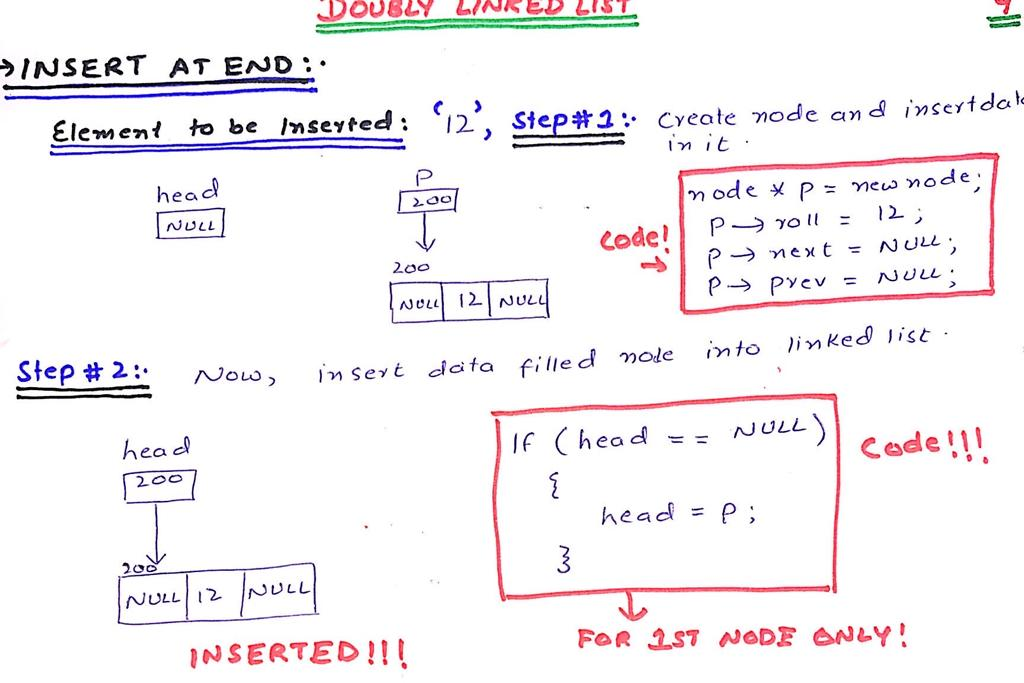 DOUBLY LINKED LIST
→INSERT AT END:·
Element to be Inserted: '12', Step#1:· Create node and insert data
in it.
head
NULL
P
200
200
NULL 12 NULL
Code!
→
node * p = new node;
p → roll = 12;
p → next = NULL;
p → prev = NULL;
Step # 2:· Now, insert data filled node into linked list.
head
200
200
NULL 12 NULL
INSERTED!!!
If (head == NULL)
{
head = P;
}
Code!!!
FOR 1ST NODE ONLY!